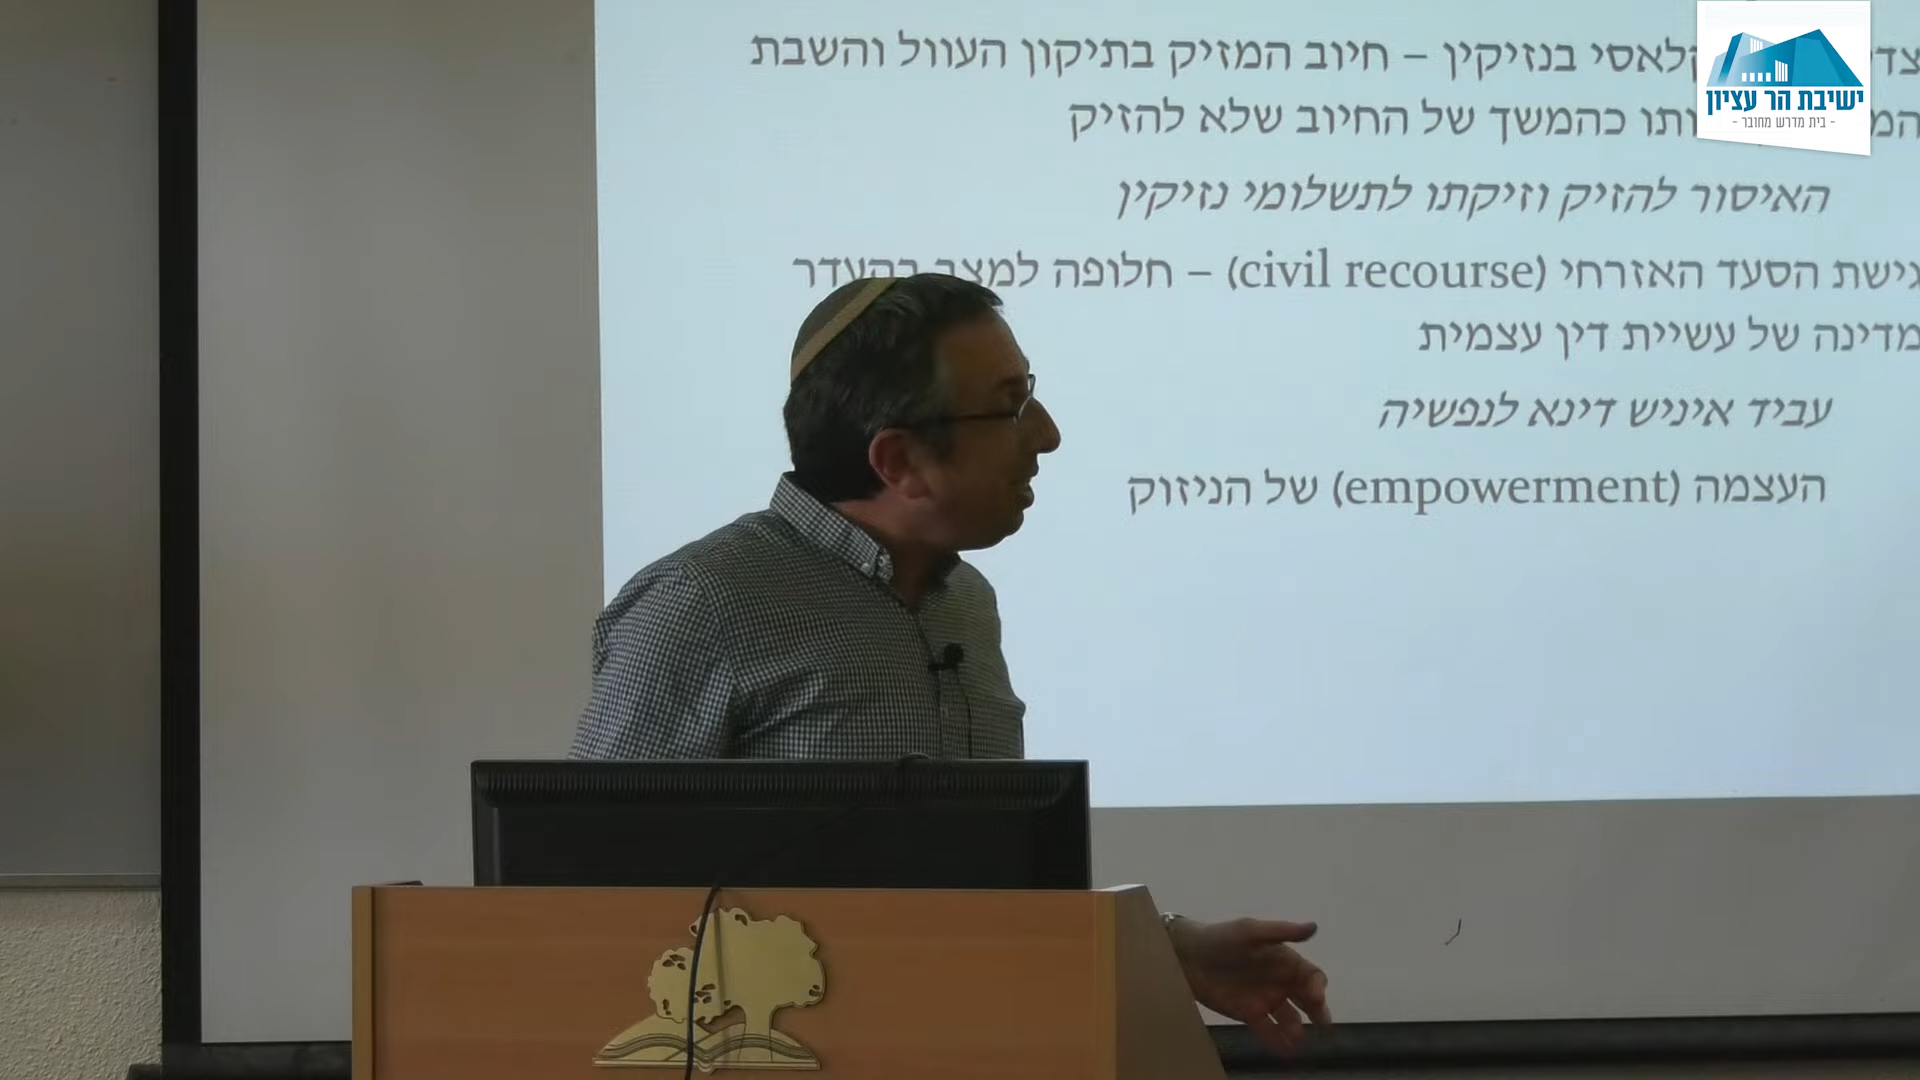 קלאסי בנזיקין – חיוב המזיק בתיקון העוול והשבת
כהמשך של החיוב שלא להזיק
האיסור להזיק וזיקתו לתשלומי נזיקין
גישת הסעד האזרחי (civil recourse) – חלופה למצב בהעדר
מדינה של עשיית דין עצמית
עביד איניש דינא לנפשיה
העצמה (empowerment) של הניזוק
ישיבת הר עציון
- בית מדרש מחובר -